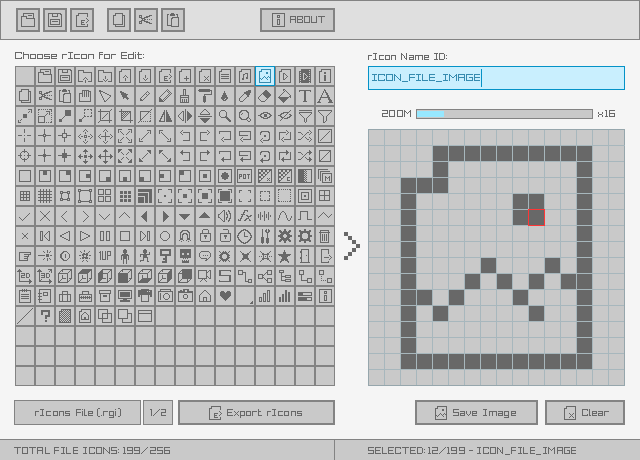 ABOUT
Choose rIcon for Edit:
rIcon Name ID:
ICON_FILE_IMAGE
200M
x16
rIcons File (.rgi)
1/2
Export rIcons
Save Image
Clear
TOTAL FILE ICONS: 199/256
SELECTED: 12/199 - ICON_FILE_IMAGE